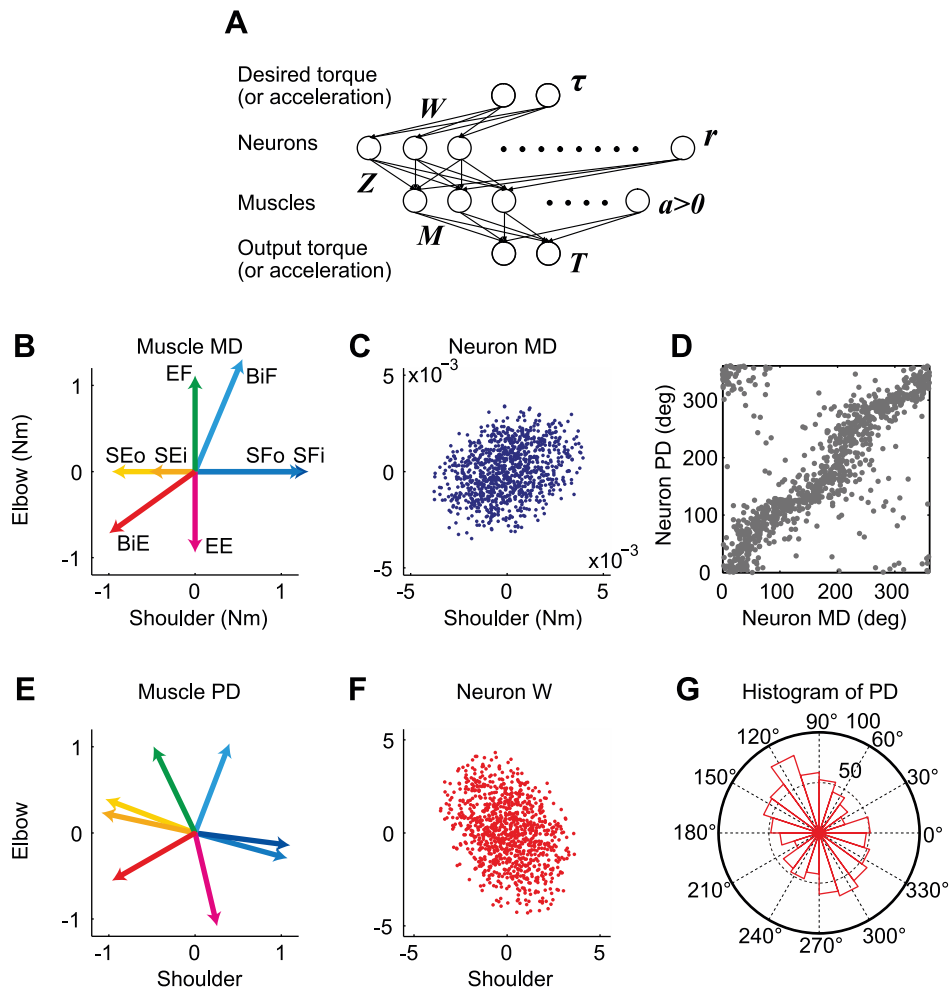 A
Desired torque
(or acceleration)
τ
W
Neurons
r
Z
Muscles
a>0
M
Output torque
(or acceleration)
T
B
Muscle MD
EF
BiF
SEo
SEi
SFo
SFi
BiE
EE
1
0
-1
Elbow (Nm)
-1
0
1
Shoulder (Nm)
C
Neuron MD
5
x10⁻³
0
-5
x10⁻³
-5
0
5
Shoulder (Nm)
D
Neuron PD (deg)
300
200
100
0
0
100
200
300
Neuron MD (deg)
E
Muscle PD
1
0
-1
Elbow
-1
0
1
Shoulder
F
Neuron W
5
0
-5
-5
0
5
Shoulder
G
Histogram of PD
90°
100
120°
60°
50
150°
30°
180°
0°
210°
330°
240°
300°
270°